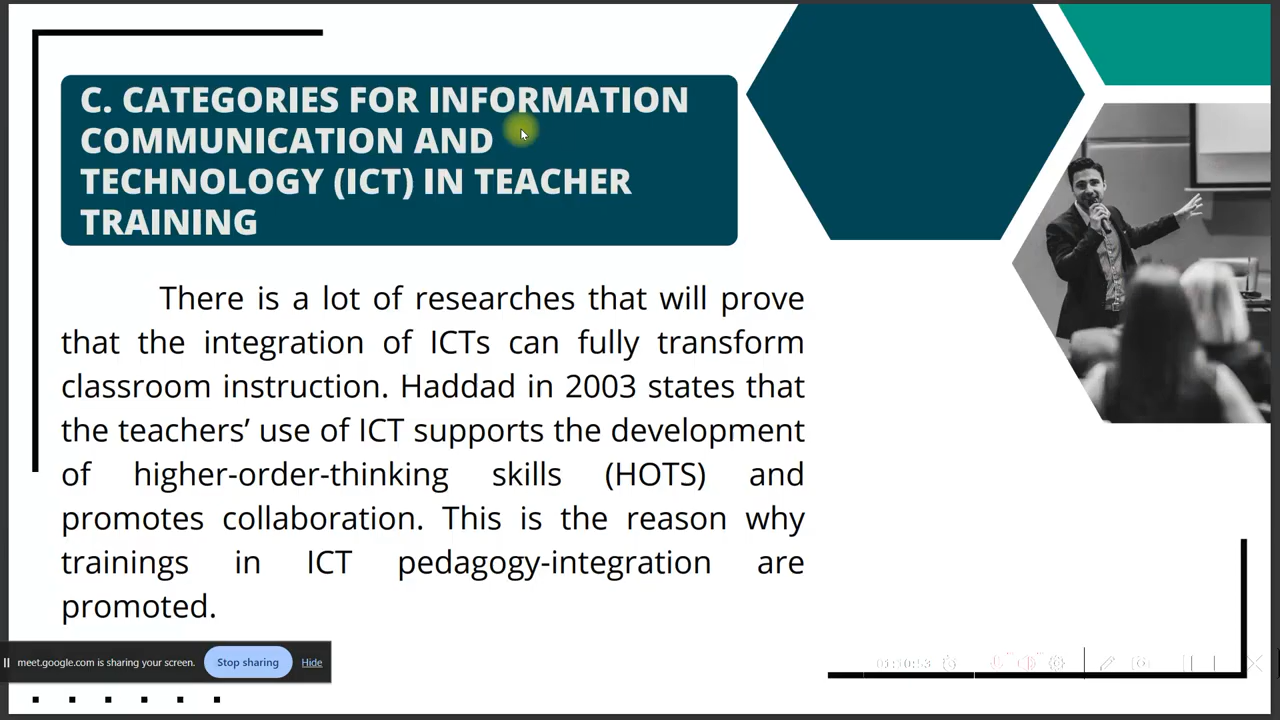 C. CATEGORIES FOR INFORMATION
COMMUNICATION AND
TECHNOLOGY (ICT) IN TEACHER
TRAINING
There is a lot of researches that will prove
that the integration of ICTs can fully transform
classroom instruction. Haddad in 2003 states that
the teachers’ use of ICT supports the development
of higher-order-thinking skills (HOTS) and
promotes collaboration. This is the reason why
trainings in ICT pedagogy-integration are
promoted.
meet.google.com is sharing your screen.
Stop sharing
Hide
01:10:53